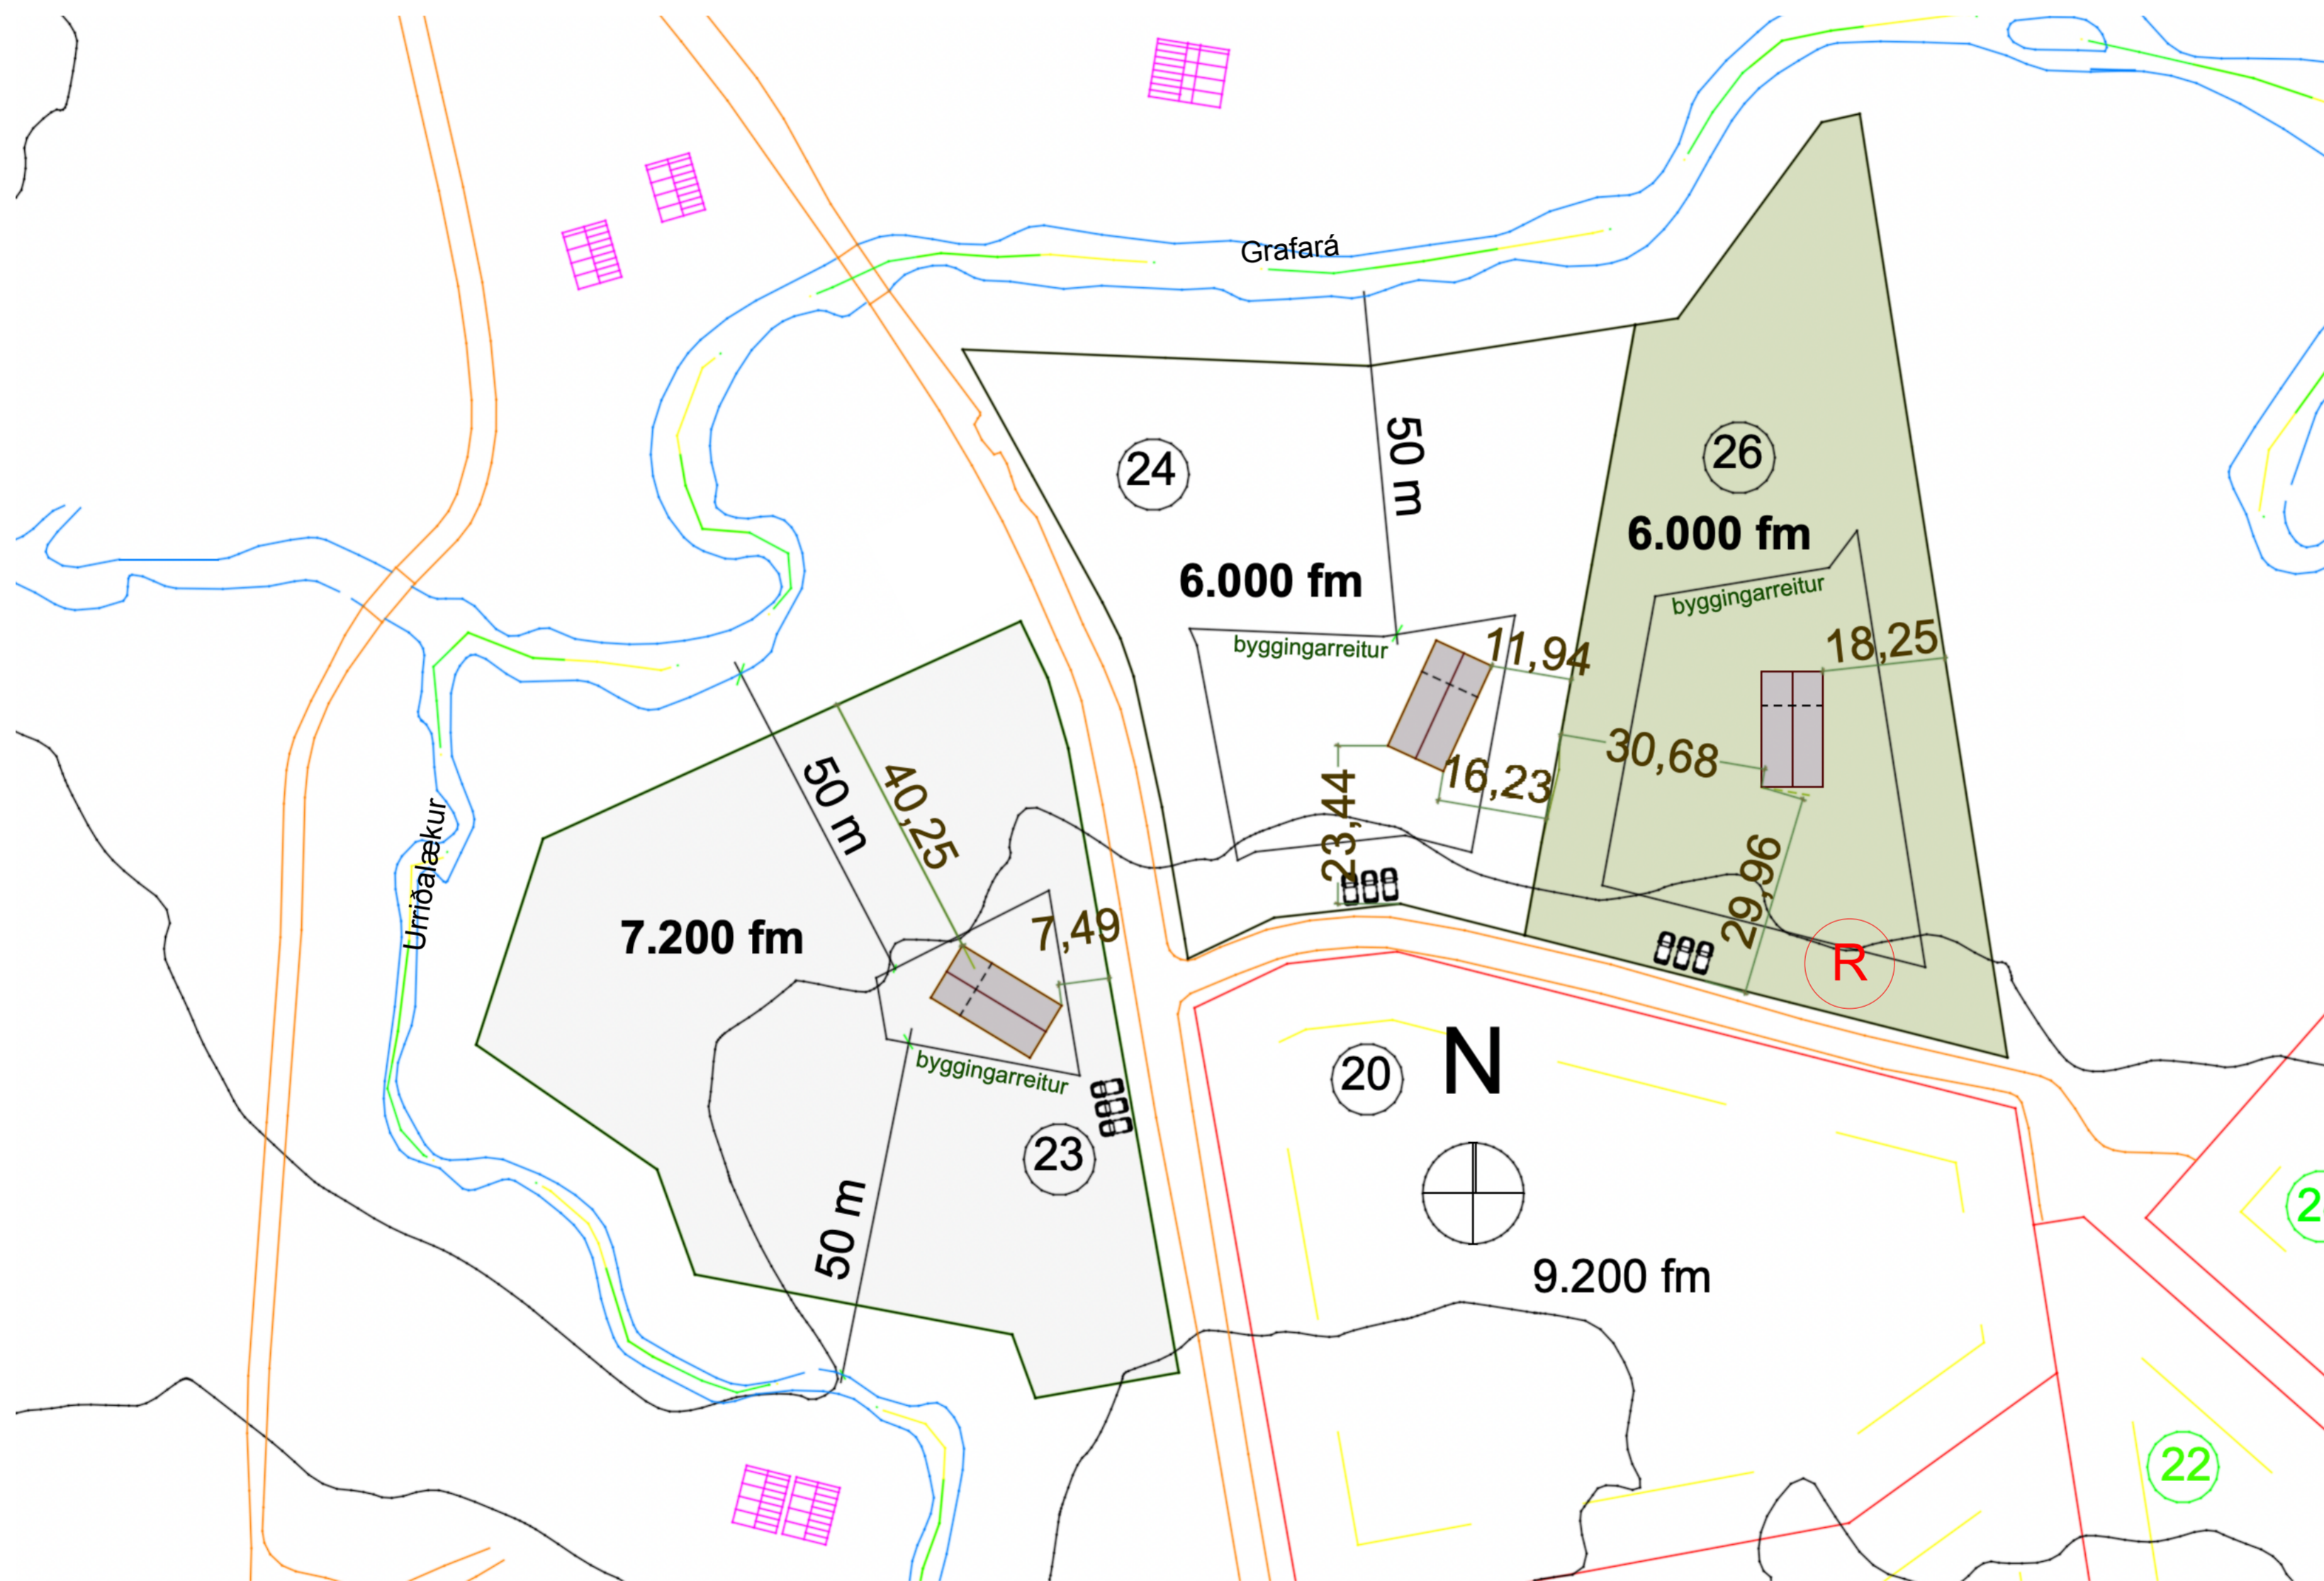 Grafará
24
50 m
26
6.000 fm
6.000 fm
byggingarreitur
byggingarreitur
11,94
18,25
30,68
16,23
23,44
29,96
R
50 m
40,25
Urriðalækur
7.200 fm
7,49
byggingarreitur
23
50 m
20
N
9.200 fm
2
22